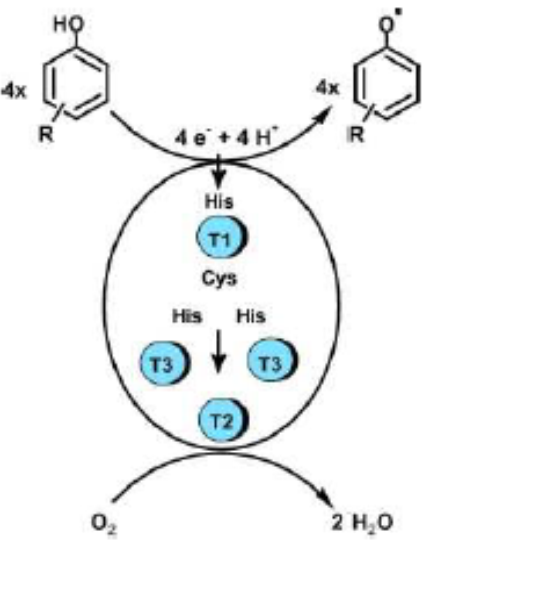 HO
O•
4x
4x
R
R
4 e⁻ + 4 H⁺
His
T1
Cys
His His
T3 T3
T2
O₂
2 H₂O